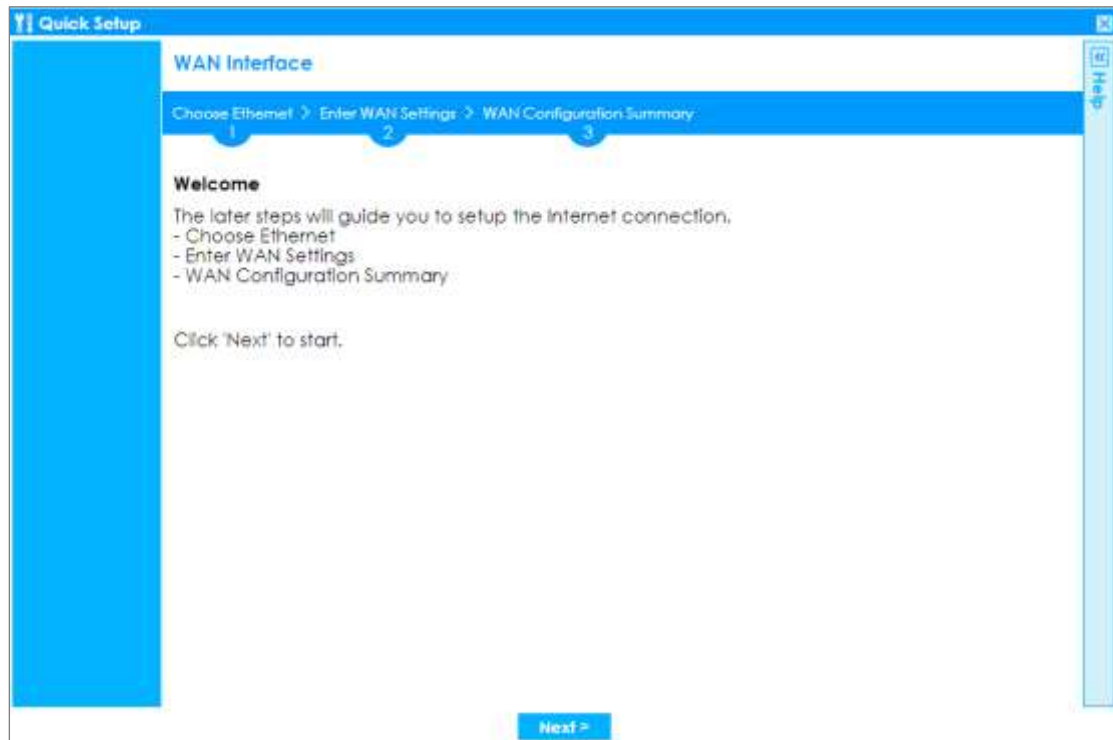 Quick Setup
WAN Interface
Choose Ethernet > Enter WAN Settings > WAN Configuration Summary
1 2 3
Welcome
The later steps will guide you to setup the Internet connection.
- Choose Ethernet
- Enter WAN Settings
- WAN Configuration Summary
Click 'Next' to start.
Next >
Help